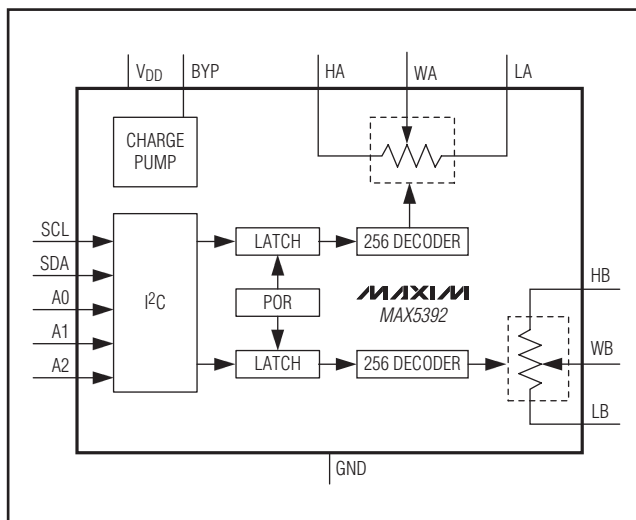 VDD BYP HA WA LA
CHARGE
PUMP
SCL
SDA
A0
A1
A2
I2C
LATCH
256 DECODER
POR
MAXIM
MAX5392
LATCH
256 DECODER
HB
WB
LB
GND